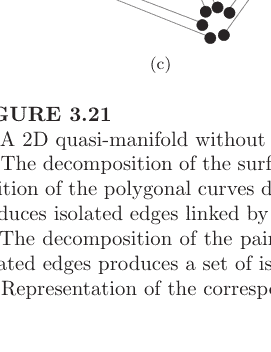 (c)
GURE 3.21
A 2D quasi-manifold without
The decomposition of the surf
ition of the polygonal curves d
duces isolated edges linked by
The decomposition of the pair
ated edges produces a set of is
Representation of the correspo